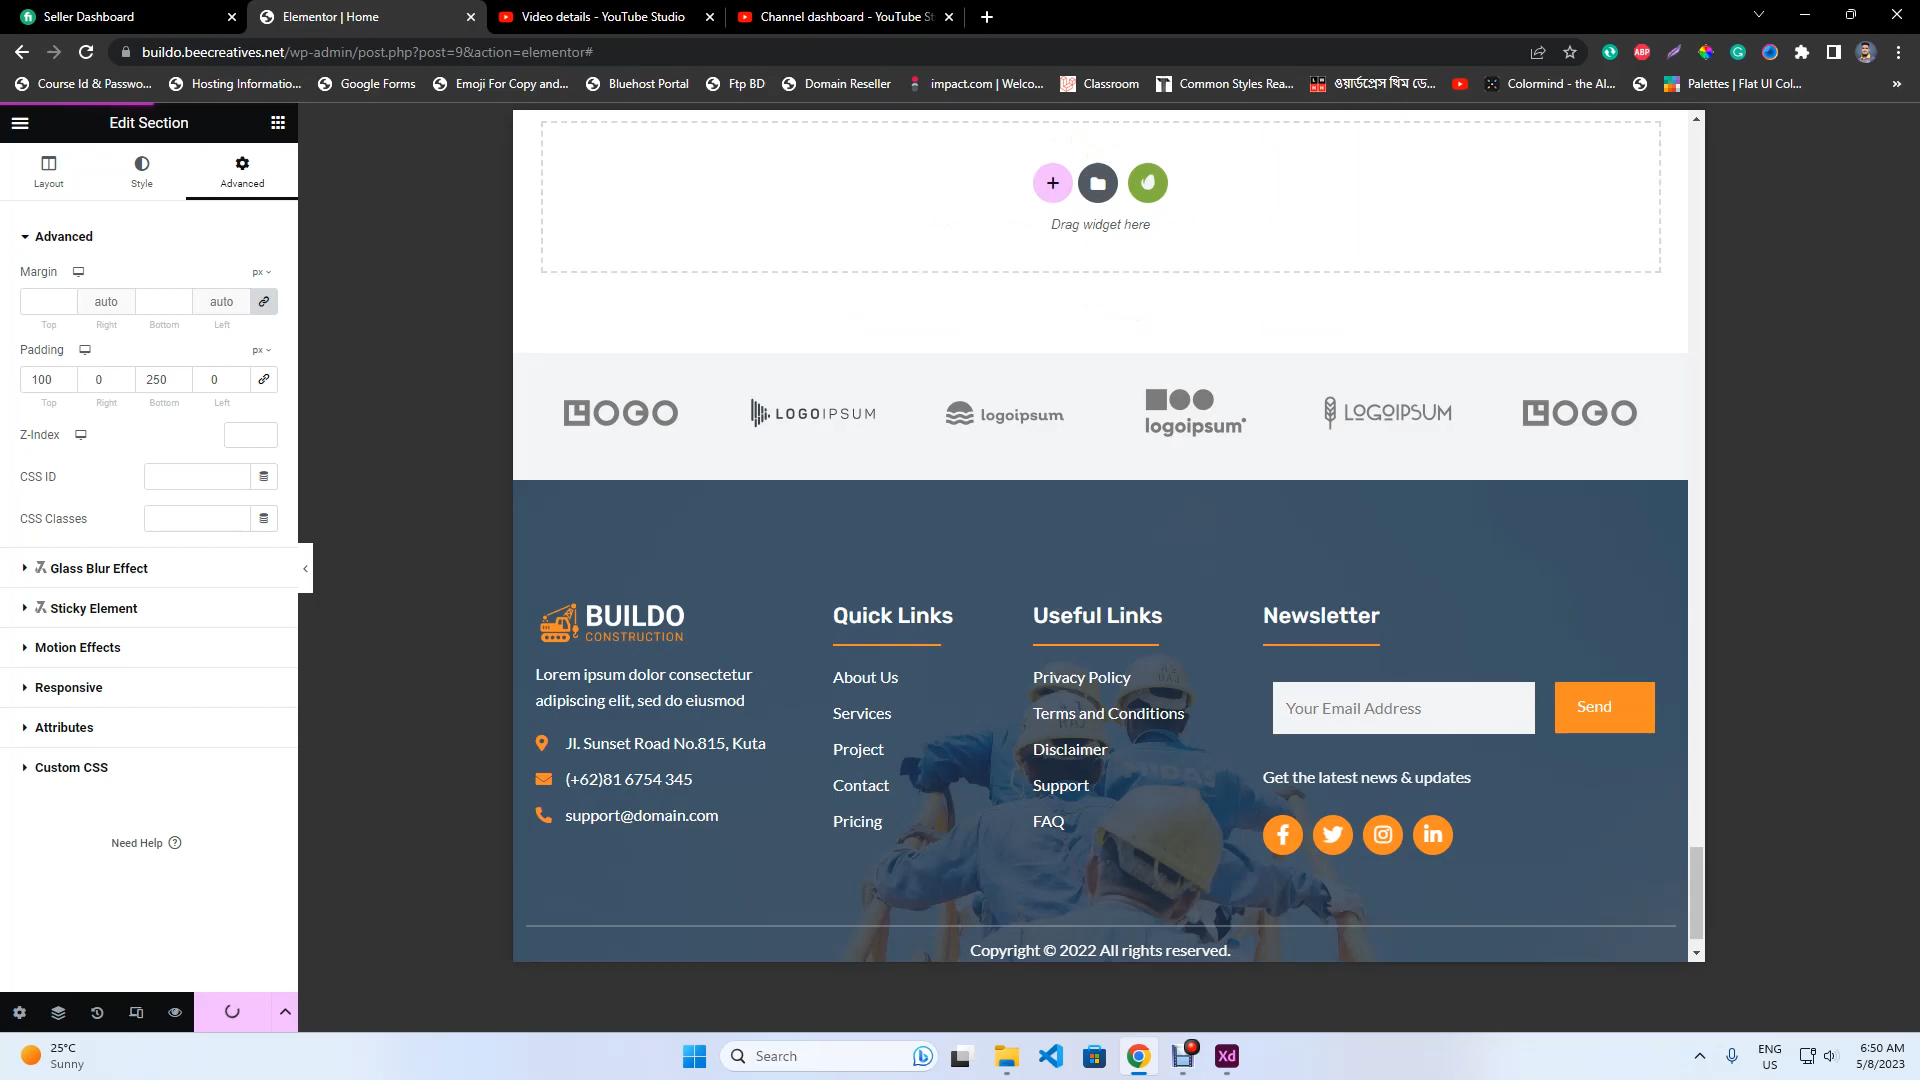 Seller Dashboard
Elementor | Home
Video details - YouTube Studio
Channel dashboard - YouTube St
buildo.beecreatives.net/wp-admin/post.php?post=9&action=elementor#
ABP
Course Id & Passwo...
Hosting Informatio...
Google Forms
Emoji For Copy and...
Bluehost Portal
Ftp BD
Domain Reseller
impact.com | Welco...
Classroom
Common Styles Rea...
ওয়ার্ডপ্রেস থিম ডে...
Colormind - the AI...
Palettes | Flat UI Col...
»
Edit Section
Layout
Style
Advanced
Advanced
Margin
px
auto
auto
Top
Right
Bottom
Left
Padding
px
100
0
250
0
Top
Right
Bottom
Left
Z-Index
CSS ID
CSS Classes
Glass Blur Effect
Sticky Element
Motion Effects
Responsive
Attributes
Custom CSS
Need Help
Drag widget here
LOGO
LOGOIPSUM
logoipsum
logoipsum
LOGOIPSUM
LOGO
BUILDO
CONSTRUCTION
Lorem ipsum dolor consectetur
adipiscing elit, sed do eiusmod
Jl. Sunset Road No.815, Kuta
(+62)81 6754 345
support@domain.com
Quick Links
About Us
Services
Project
Contact
Pricing
Useful Links
Privacy Policy
Terms and Conditions
Disclaimer
Support
FAQ
Newsletter
Your Email Address
Send
Get the latest news & updates
Copyright © 2022 All rights reserved.
25°C
Sunny
Search
Xd
ENG
US
6:50 AM
5/8/2023